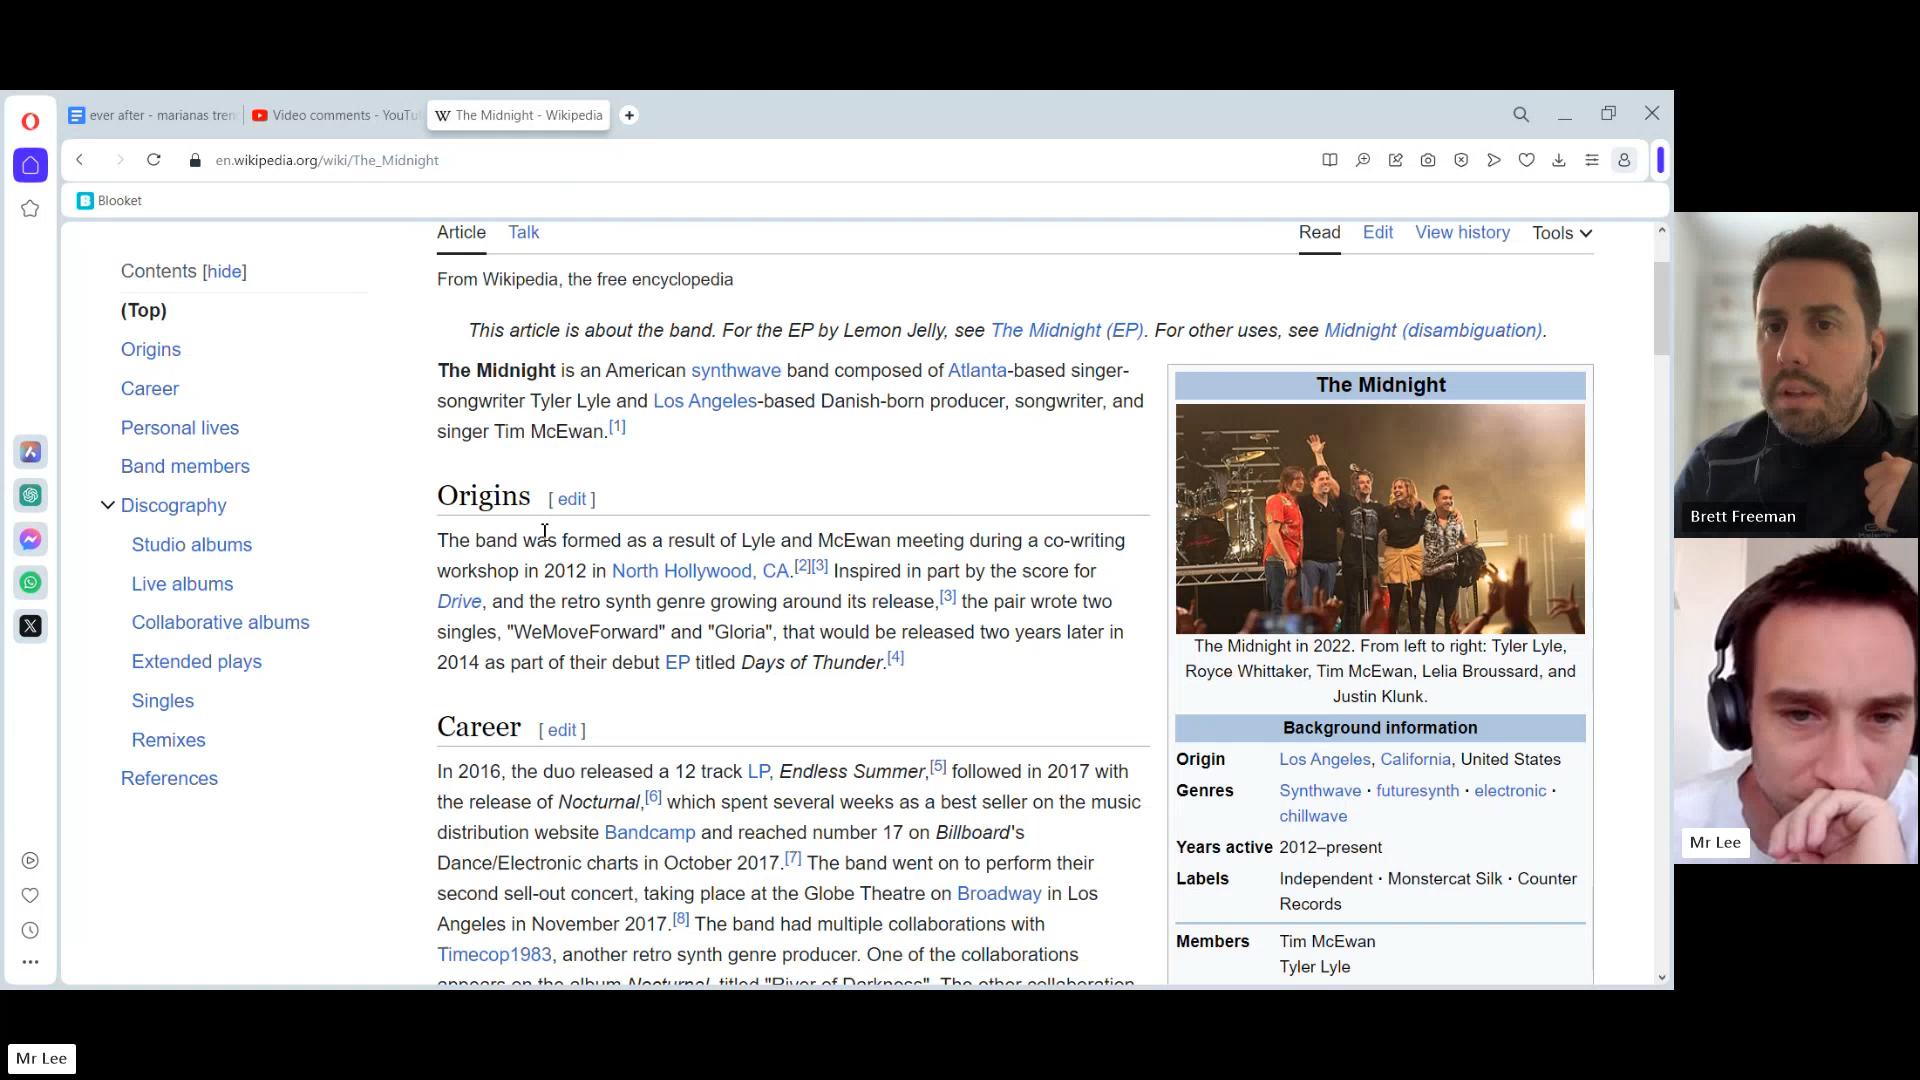 ever after - marianas tren
Video comments - YouTu
The Midnight - Wikipedia
en.wikipedia.org/wiki/The_Midnight
Blooket
Contents [hide]
(Top)
Origins
Career
Personal lives
Band members
Discography
Studio albums
Live albums
Collaborative albums
Extended plays
Singles
Remixes
References
Article Talk
Read Edit View history Tools
From Wikipedia, the free encyclopedia
This article is about the band. For the EP by Lemon Jelly, see The Midnight (EP). For other uses, see Midnight (disambiguation).
The Midnight is an American synthwave band composed of Atlanta-based singer-
songwriter Tyler Lyle and Los Angeles-based Danish-born producer, songwriter, and
singer Tim McEwan.[1]
Origins [ edit ]
The band was formed as a result of Lyle and McEwan meeting during a co-writing
workshop in 2012 in North Hollywood, CA.[2][3] Inspired in part by the score for
Drive, and the retro synth genre growing around its release,[3] the pair wrote two
singles, "WeMoveForward" and "Gloria", that would be released two years later in
2014 as part of their debut EP titled Days of Thunder.[4]
Career [ edit ]
In 2016, the duo released a 12 track LP, Endless Summer,[5] followed in 2017 with
the release of Nocturnal,[6] which spent several weeks as a best seller on the music
distribution website Bandcamp and reached number 17 on Billboard's
Dance/Electronic charts in October 2017.[7] The band went on to perform their
second sell-out concert, taking place at the Globe Theatre on Broadway in Los
Angeles in November 2017.[8] The band had multiple collaborations with
Timecop1983, another retro synth genre producer. One of the collaborations
appears on the album Nocturnal, titled "River of Darkness". The other collaboration
The Midnight
The Midnight in 2022. From left to right: Tyler Lyle,
Royce Whittaker, Tim McEwan, Lelia Broussard, and
Justin Klunk.
Background information
Origin Los Angeles, California, United States
Genres Synthwave · futuresynth · electronic ·
chillwave
Years active 2012–present
Labels Independent · Monstercat Silk · Counter
Records
Members Tim McEwan
Tyler Lyle
Brett Freeman
Mr Lee
Mr Lee